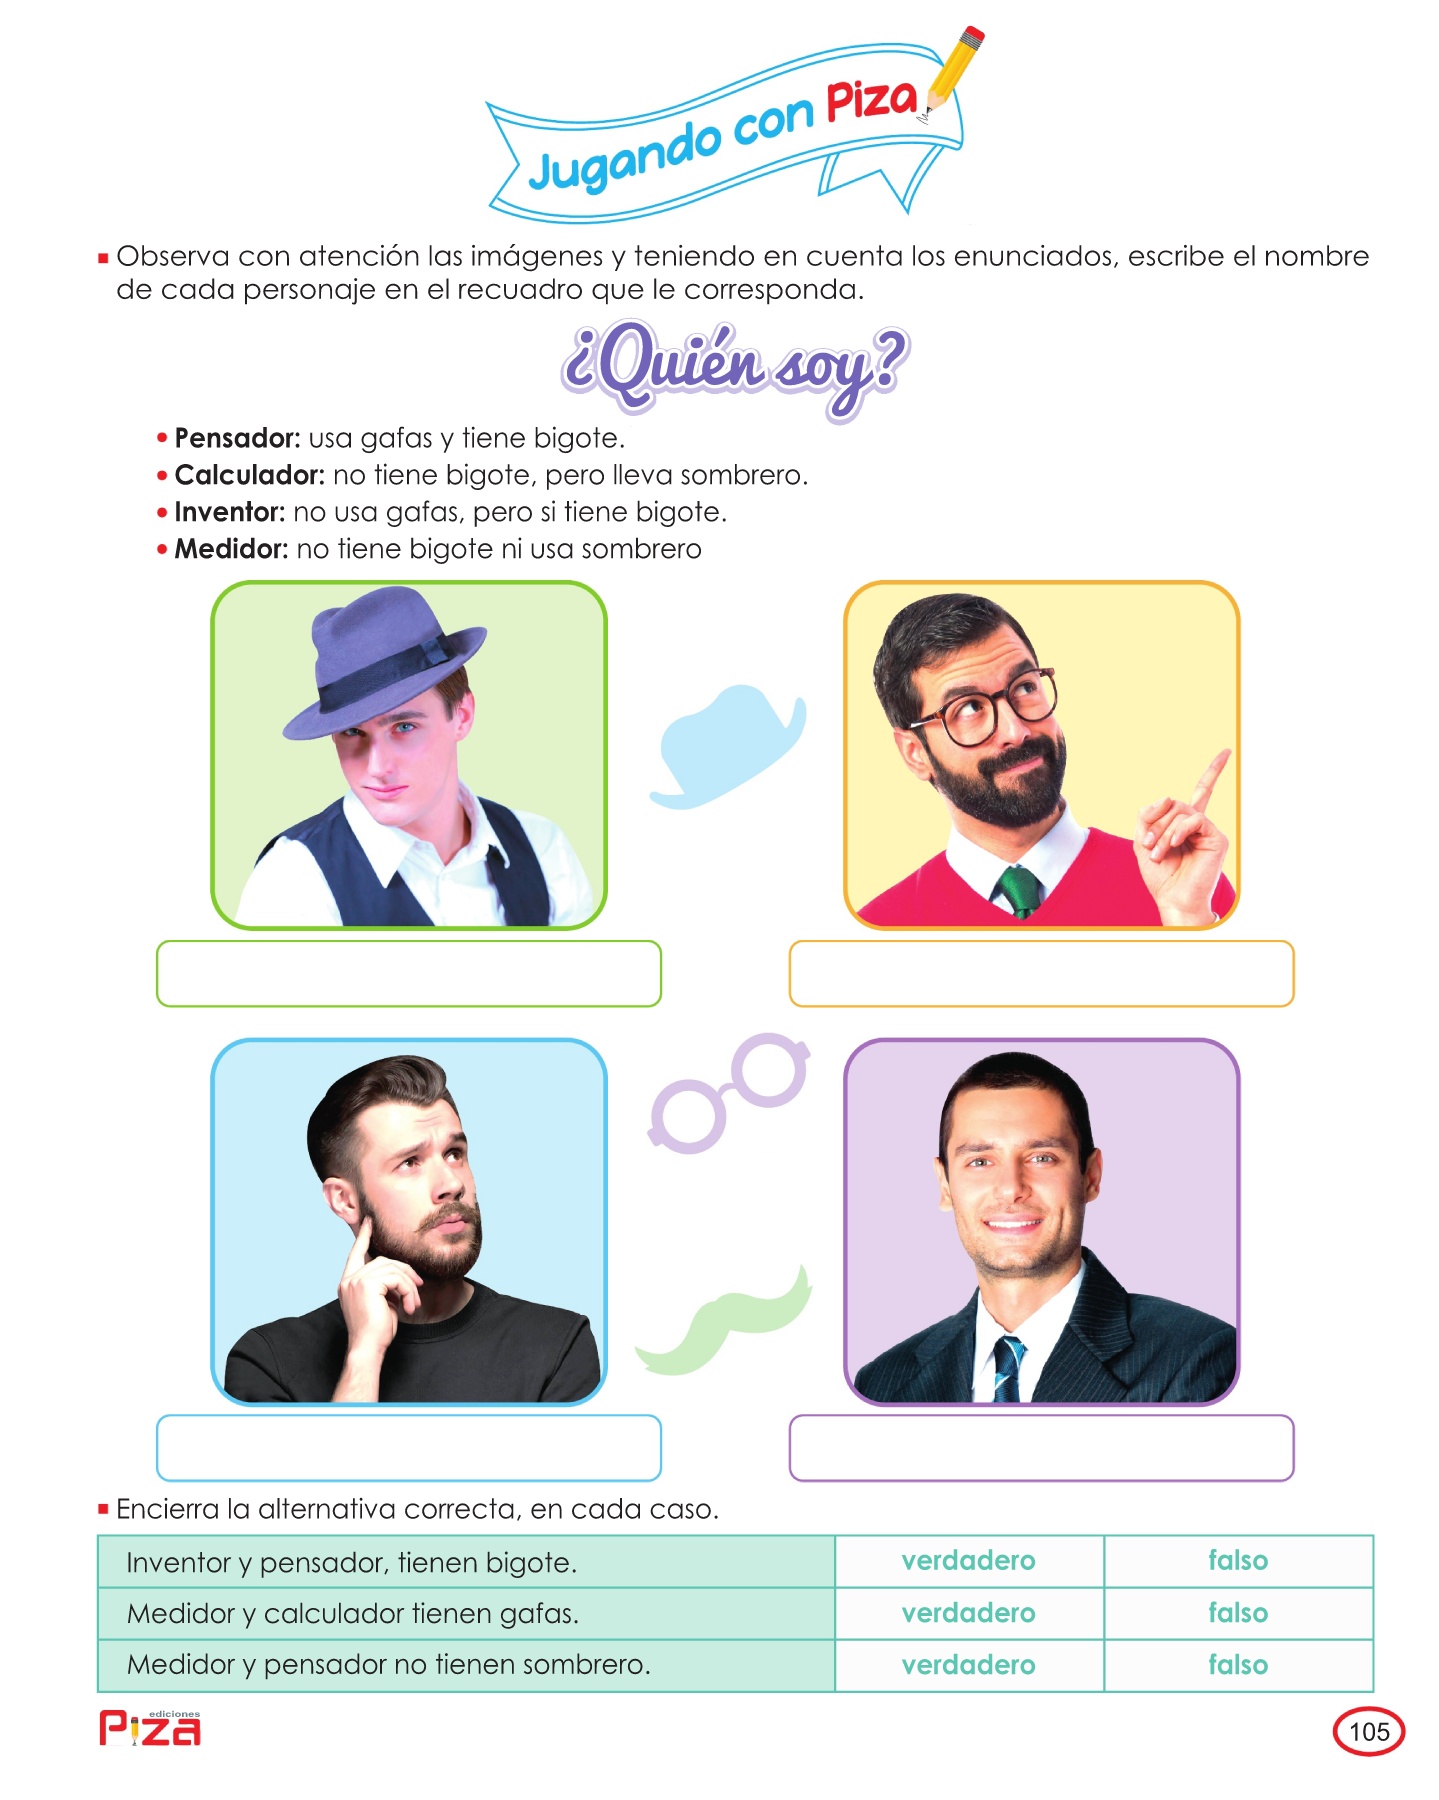 Jugando con Piza
Observa con atención las imágenes y teniendo en cuenta los enunciados, escribe el nombre
de cada personaje en el recuadro que le corresponda.
¿Quién soy?
Pensador: usa gafas y tiene bigote.
Calculador: no tiene bigote, pero lleva sombrero.
Inventor: no usa gafas, pero si tiene bigote.
Medidor: no tiene bigote ni usa sombrero
Encierra la alternativa correcta, en cada caso.
Inventor y pensador, tienen bigote. verdadero falso
Medidor y calculador tienen gafas. verdadero falso
Medidor y pensador no tienen sombrero. verdadero falso
ediciones
Piza
105